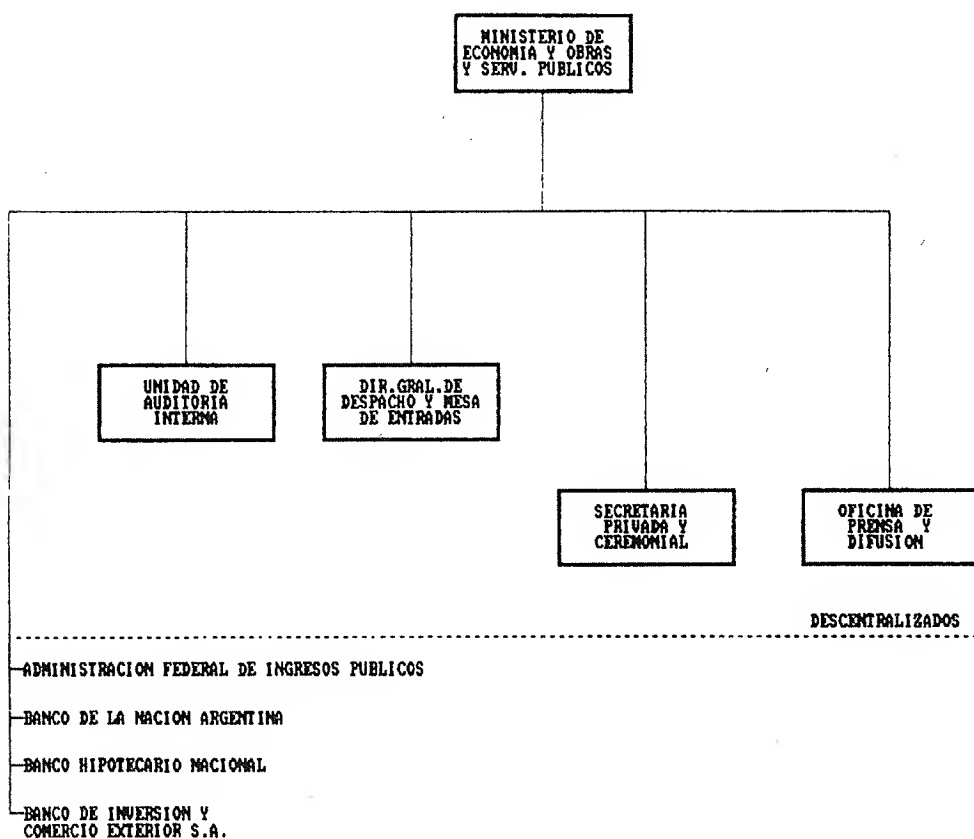 MINISTERIO DE
ECONOMIA Y OBRAS
Y SERV. PUBLICOS
UNIDAD DE
AUDITORIA
INTERNA
DIR.GRAL.DE
DESPACHO Y MESA
DE ENTRADAS
SECRETARIA
PRIVADA Y
CEREMONIAL
OFICINA DE
PRENSA Y
DIFUSION
DESCENTRALIZADOS
ADMINISTRACION FEDERAL DE INGRESOS PUBLICOS
BANCO DE LA NACION ARGENTINA
BANCO HIPOTECARIO NACIONAL
BANCO DE INVERSION Y
COMERCIO EXTERIOR S.A.